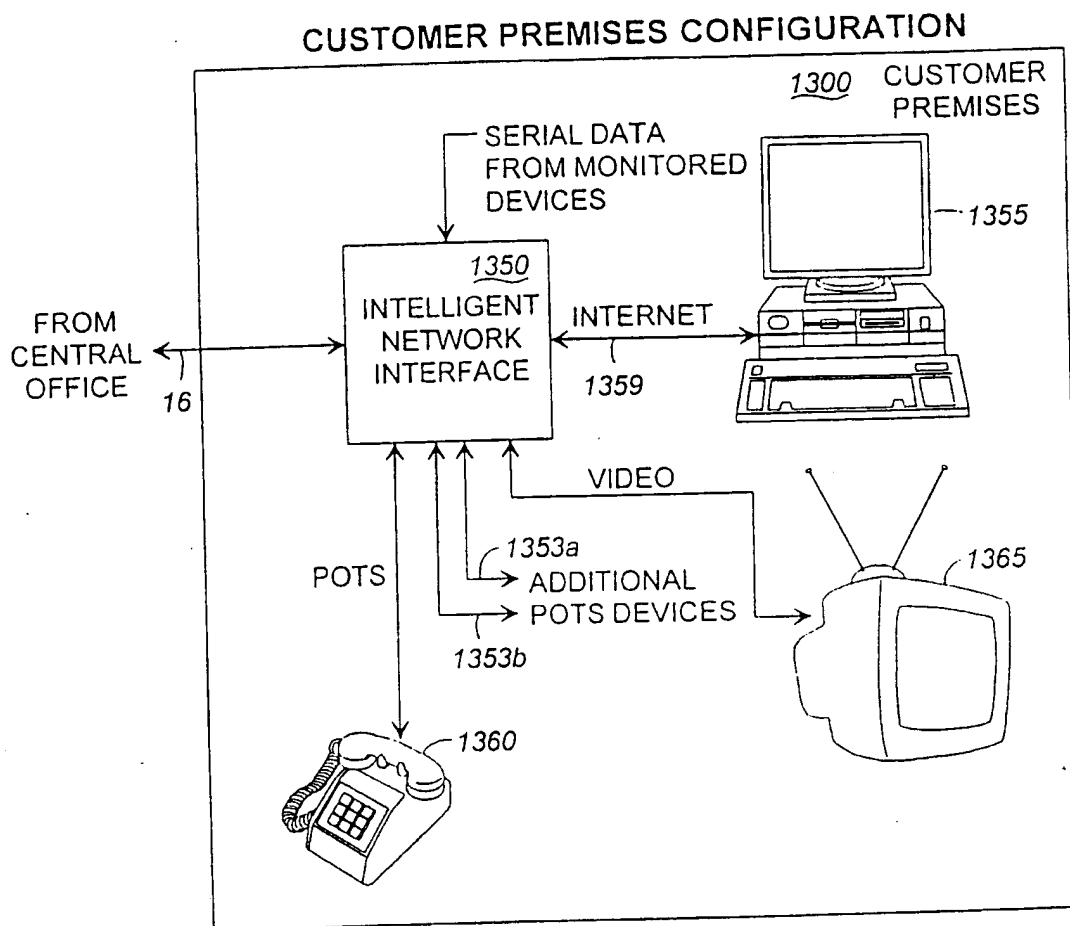 CUSTOMER PREMISES CONFIGURATION
1300 CUSTOMER
PREMISES
SERIAL DATA
FROM MONITORED
DEVICES
1355
1350
INTELLIGENT
NETWORK
INTERFACE
FROM
CENTRAL
OFFICE
16
INTERNET
1359
VIDEO
POTS
1353a
ADDITIONAL
POTS DEVICES
1353b
1365
1360